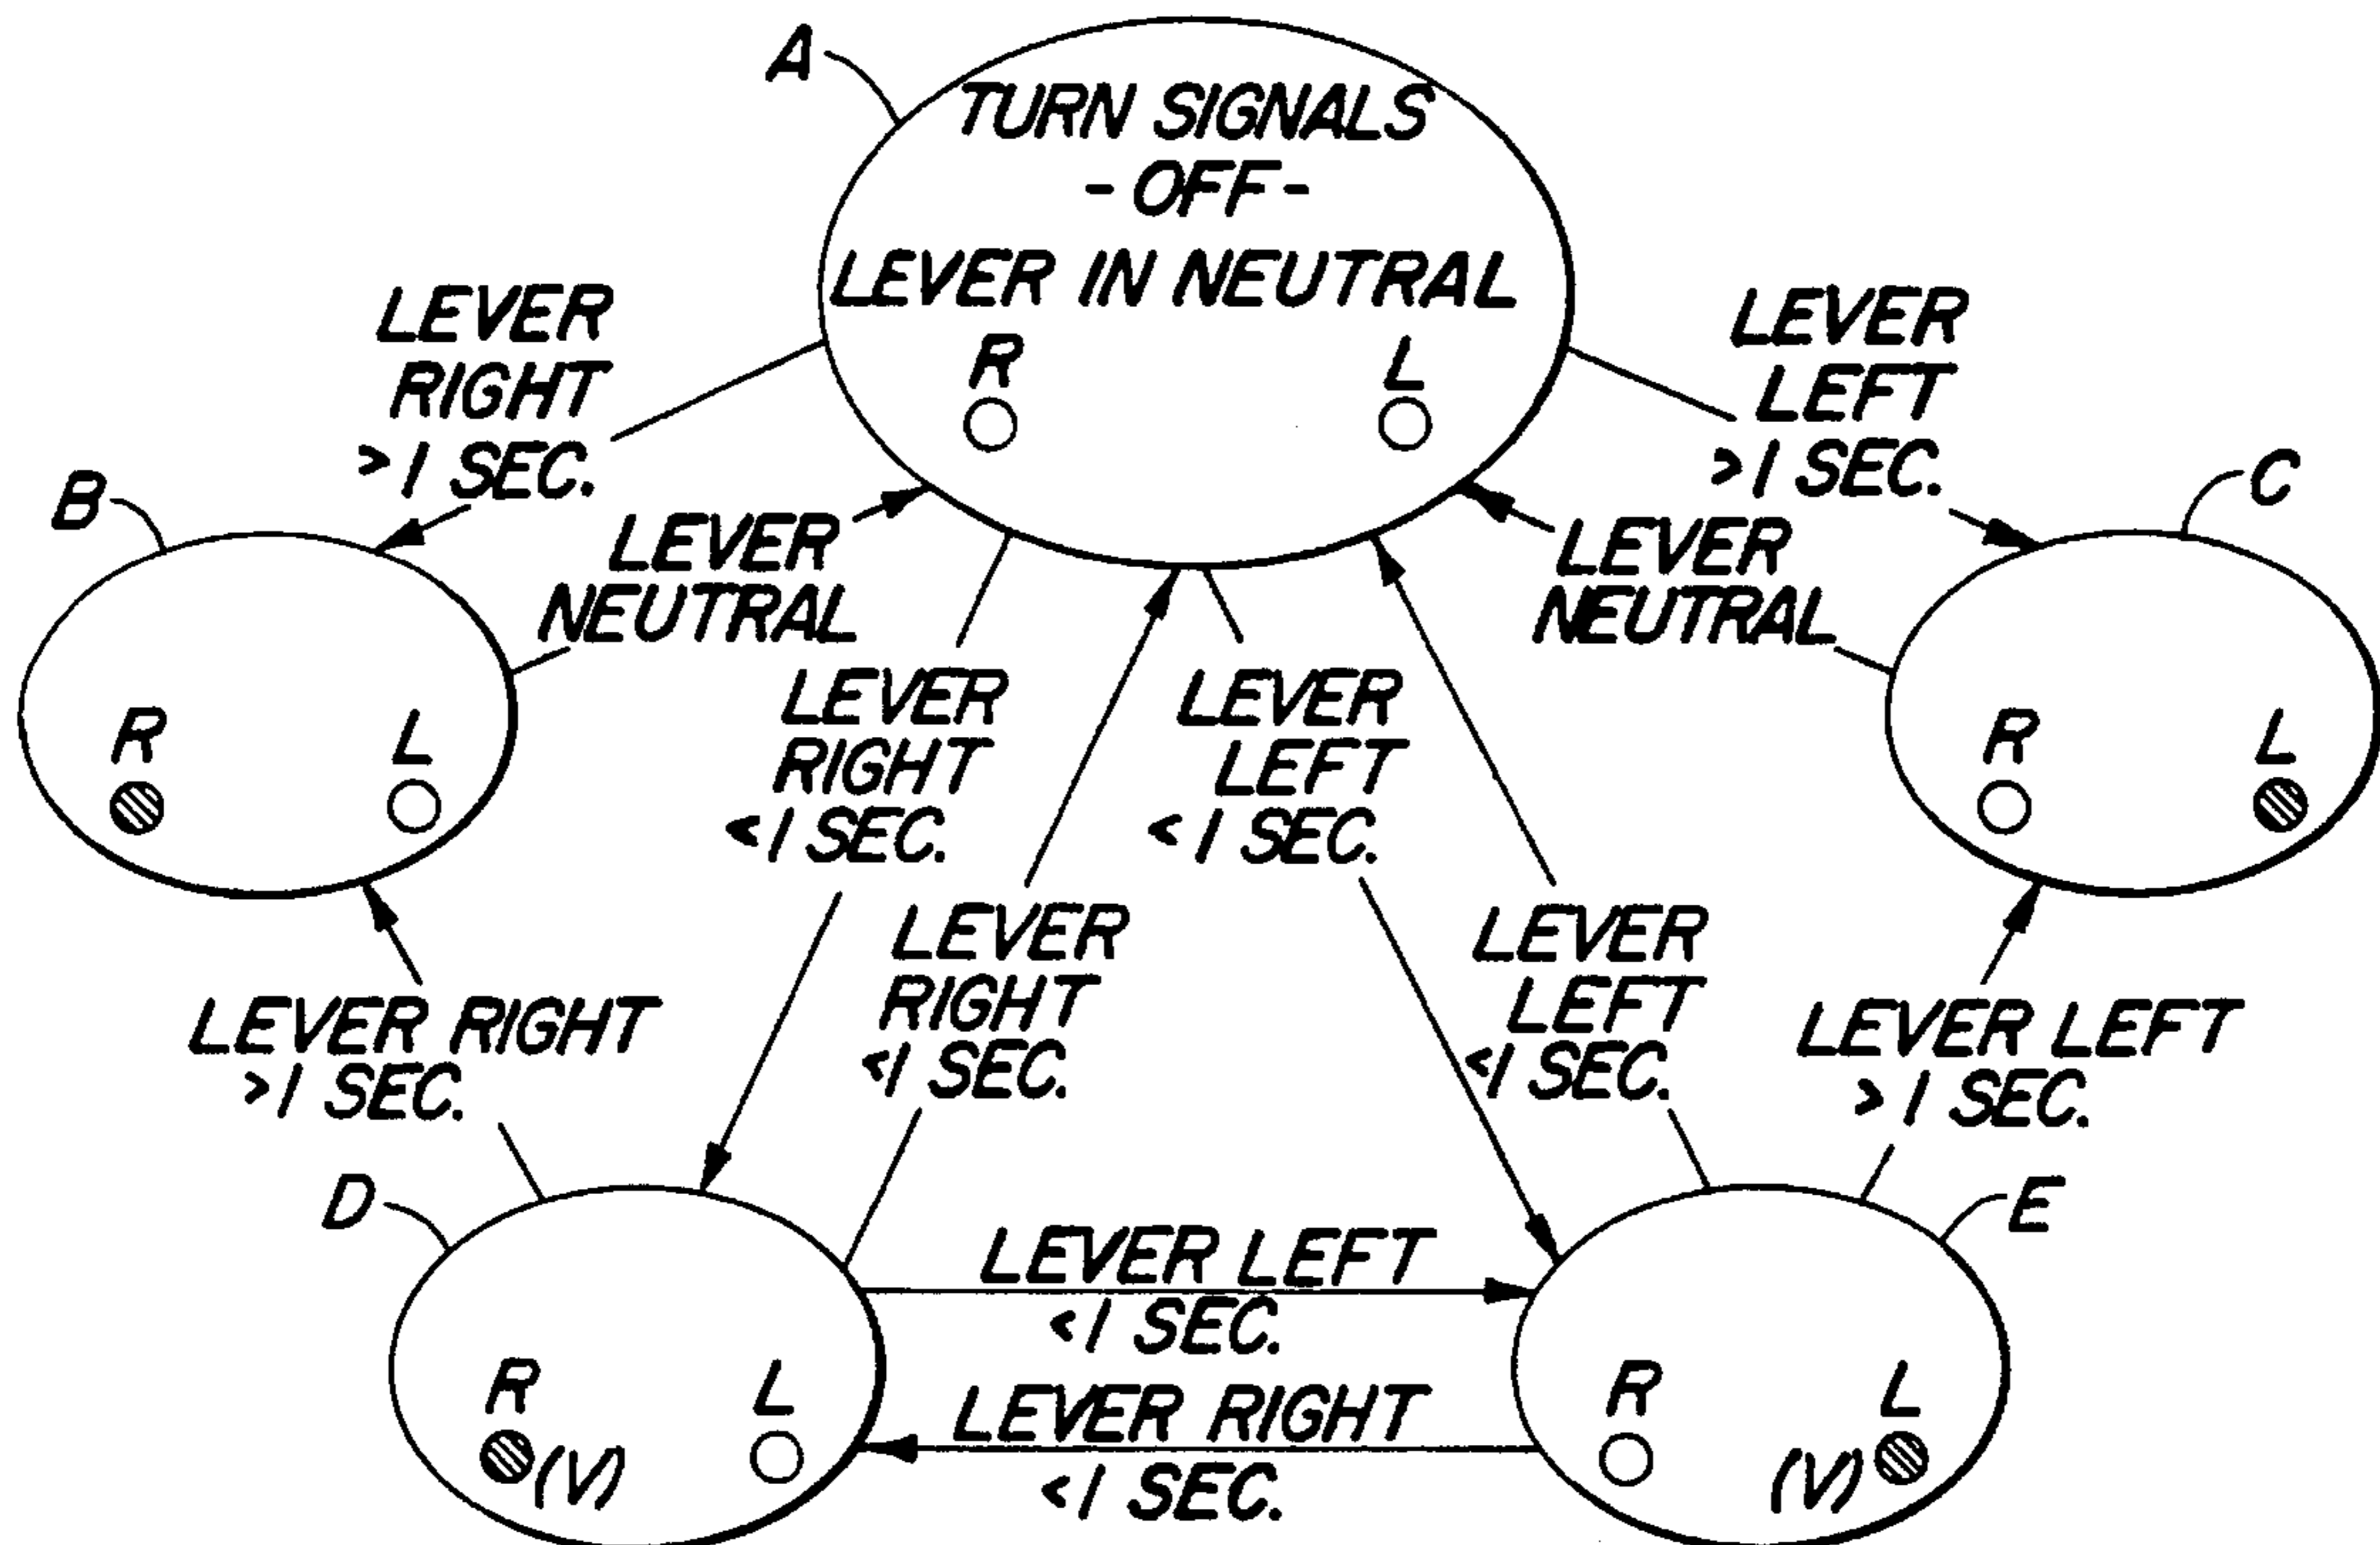 A
TURN SIGNALS
- OFF -
LEVER IN NEUTRAL
R L
LEVER
RIGHT
>1 SEC.
LEVER
LEFT
>1 SEC.
B
C
LEVER
NEUTRAL
LEVER
NEUTRAL
R L
R L
LEVER
RIGHT
<1 SEC.
LEVER
LEFT
<1 SEC.
LEVER
RIGHT
<1 SEC.
LEVER
LEFT
<1 SEC.
LEVER RIGHT
>1 SEC.
LEVER LEFT
>1 SEC.
D
E
LEVER LEFT
<1 SEC.
LEVER RIGHT
<1 SEC.
R L
(V)
R L
(V)